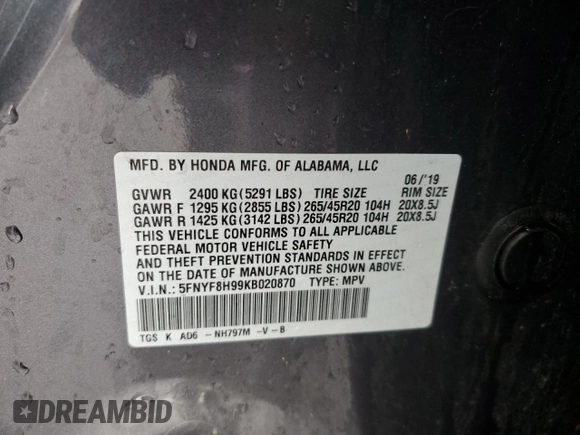 MFD. BY HONDA MFG. OF ALABAMA, LLC
06/'19
GVWR 2400 KG(5291 LBS) TIRE SIZE RIM SIZE
GAWR F 1295 KG(2855 LBS)265/45R20 104H 20X8.5J
GAWR R 1425 KG(3142 LBS)265/45R20 104H 20X8.5J
THIS VEHICLE CONFORMS TO ALL APPLICABLE
FEDERAL MOTOR VEHICLE SAFETY
AND THEFT PREVENTION STANDARDS IN EFFECT
ON THE DATE OF MANUFACTURE SHOWN ABOVE.
V.I.N.: 5FNYF8H99KB020870 TYPE: MPV
TGS K AD6 -NH797M -V-B
DREAMBID